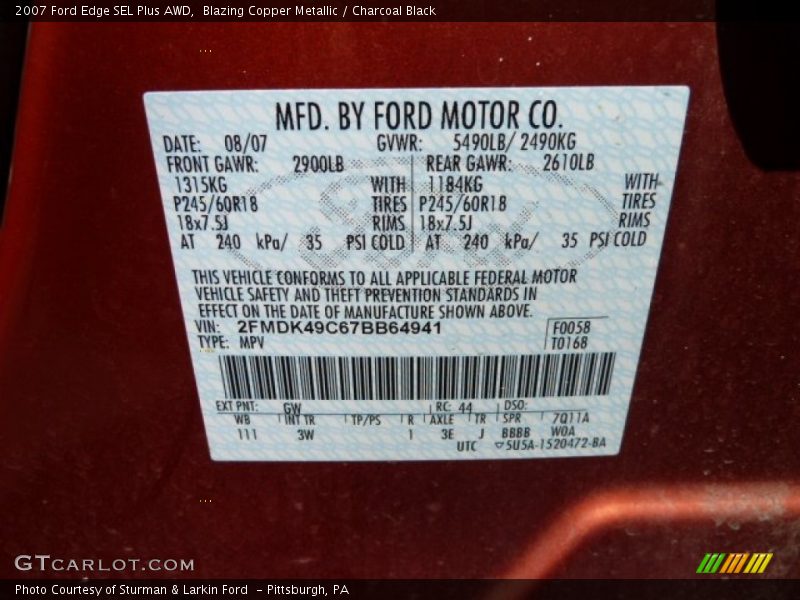 2007 Ford Edge SEL Plus AWD, Blazing Copper Metallic / Charcoal Black
MFD. BY FORD MOTOR CO.
DATE: 08/07 GVWR: 5490LB/ 2490KG
FRONT GAWR: 2900LB REAR GAWR: 2610LB
1315KG WITH 1184KG WITH
P245/60R18 TIRES P245/60R18 TIRES
18x7.5J RIMS 18x7.5J RIMS
AT 240 kPa/ 35 PSI COLD AT 240 kPa/ 35 PSI COLD
THIS VEHICLE CONFORMS TO ALL APPLICABLE FEDERAL MOTOR
VEHICLE SAFETY AND THEFT PREVENTION STANDARDS IN
EFFECT ON THE DATE OF MANUFACTURE SHOWN ABOVE.
VIN: 2FMDK49C67BB64941 F0058
TYPE: MPV T0168
EXT PNT: GW RC: 44 DSO:
WB INT TR TP/PS R AXLE TR SPR 7Q11A
111 3W 1 3E J BBBB WOA
UTC ▽5U5A-1520472-BA
GTCARLOT.COM
Photo Courtesy of Sturman & Larkin Ford - Pittsburgh, PA